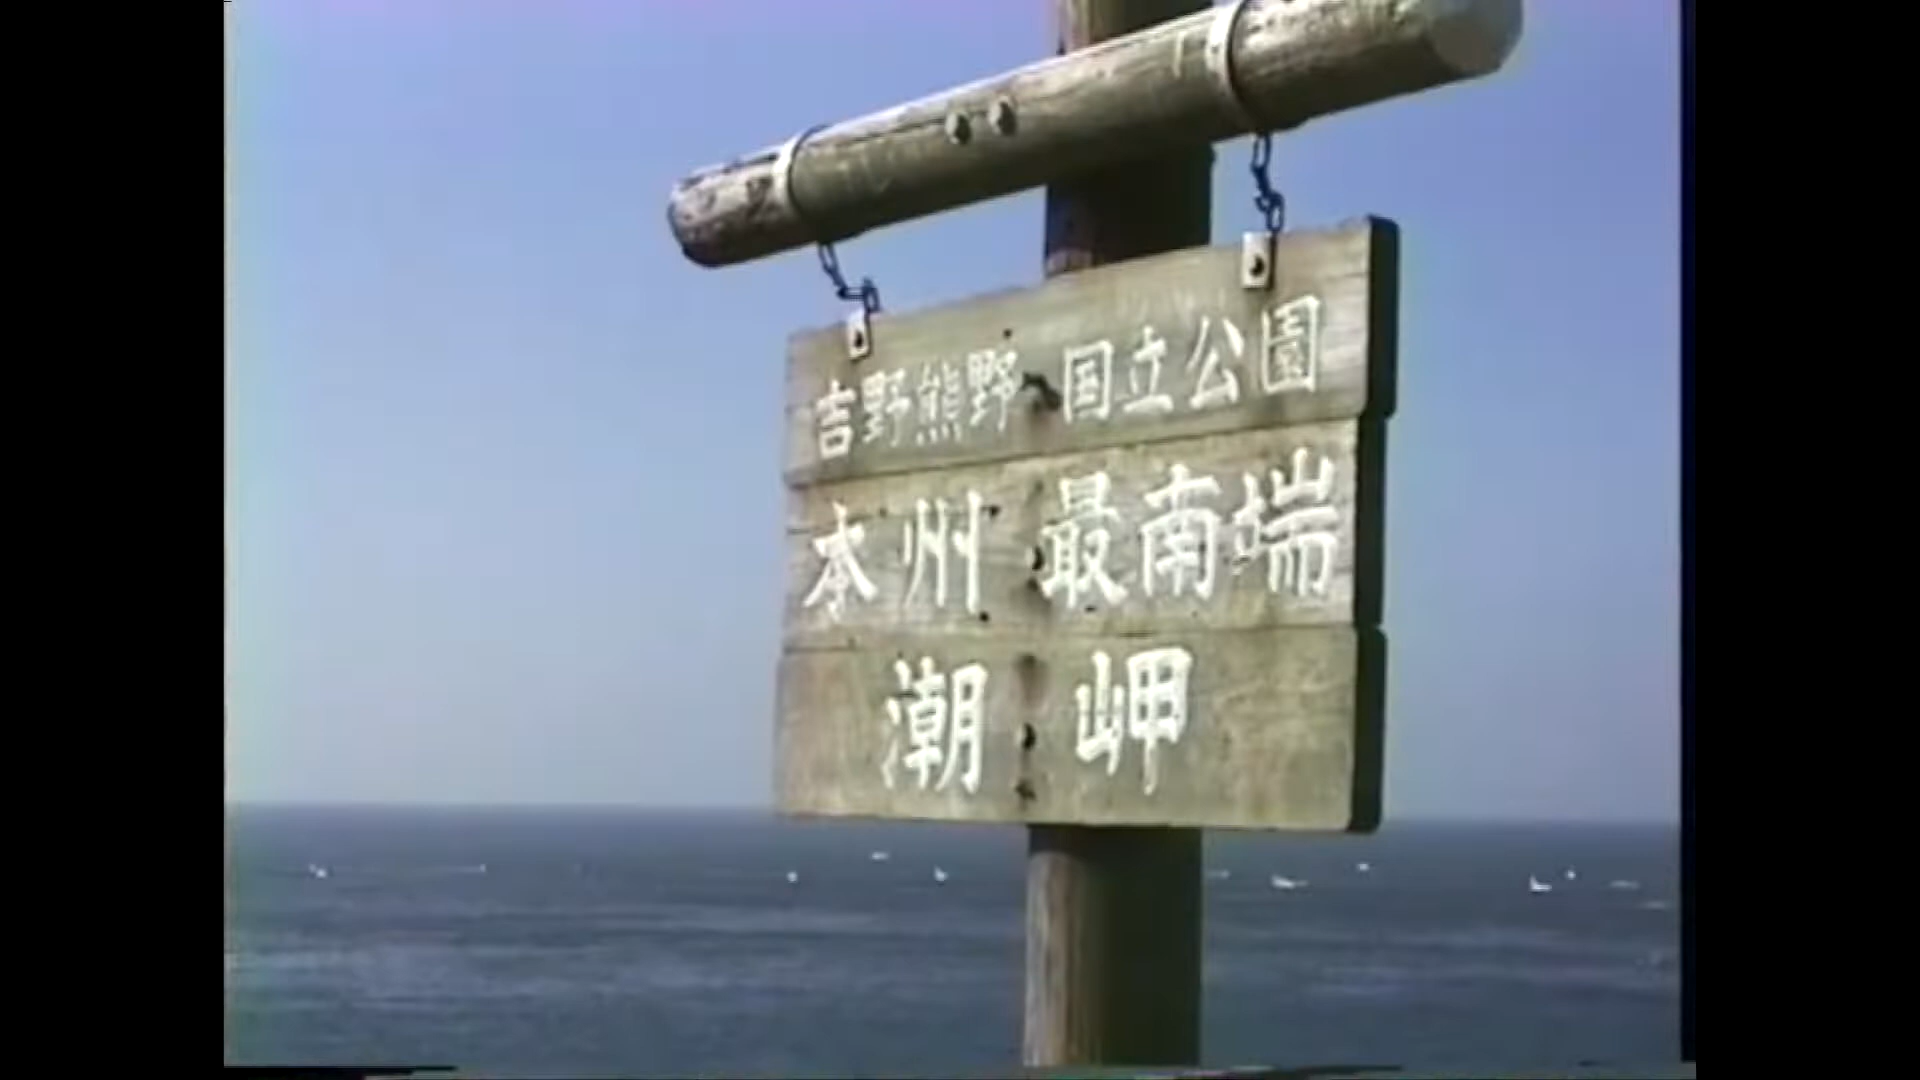 吉野熊野 国立公園
本州 最南端
潮岬